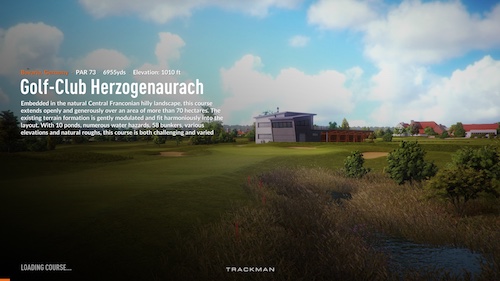 PAR 73 6955yds Elevation: 1010 ft
Golf-Club Herzogenaurach
Embedded in the natural Central Franconian hilly landscape, this course
extends openly and generously over an area of more than 70 hectares. The
existing terrain formation is gently modulated and fit harmoniously into the
layout. With 10 ponds, numerous water hazards, 58 bunkers, various
elevations and natural roughs, this course is both challenging and varied
LOADING COURSE...
TRACKMAN